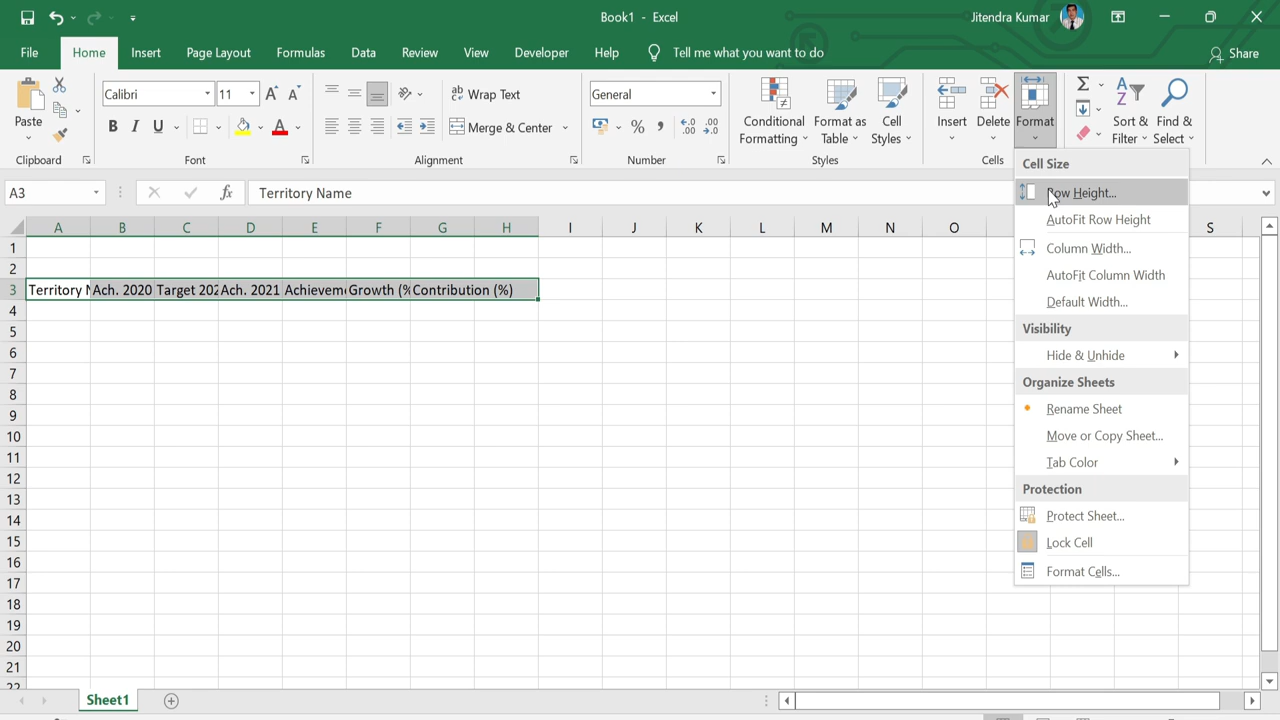 Book1 - Excel
Jitendra Kumar
File Home Insert Page Layout Formulas Data Review View Developer Help Tell me what you want to do Share
Calibri 11 Wrap Text General
Paste B I U Merge & Center % , Conditional Formatting Format as Table Cell Styles Insert Delete Format Sort & Filter Find & Select
Clipboard Font Alignment Number Styles Cells
Cell Size
A3 fx Territory Name
Row Height...
AutoFit Row Height
Column Width...
AutoFit Column Width
Default Width...
Visibility
Hide & Unhide
Organize Sheets
Rename Sheet
Move or Copy Sheet...
Tab Color
Protection
Protect Sheet...
Lock Cell
Format Cells...
A B C D E F G H I J K L M N O S
1
2
3 Territory N Ach. 2020 Target 202 Ach. 2021 Achieveme Growth (% Contribution (%)
4
5
6
7
8
9
10
11
12
13
14
15
16
17
18
19
20
21
22
Sheet1